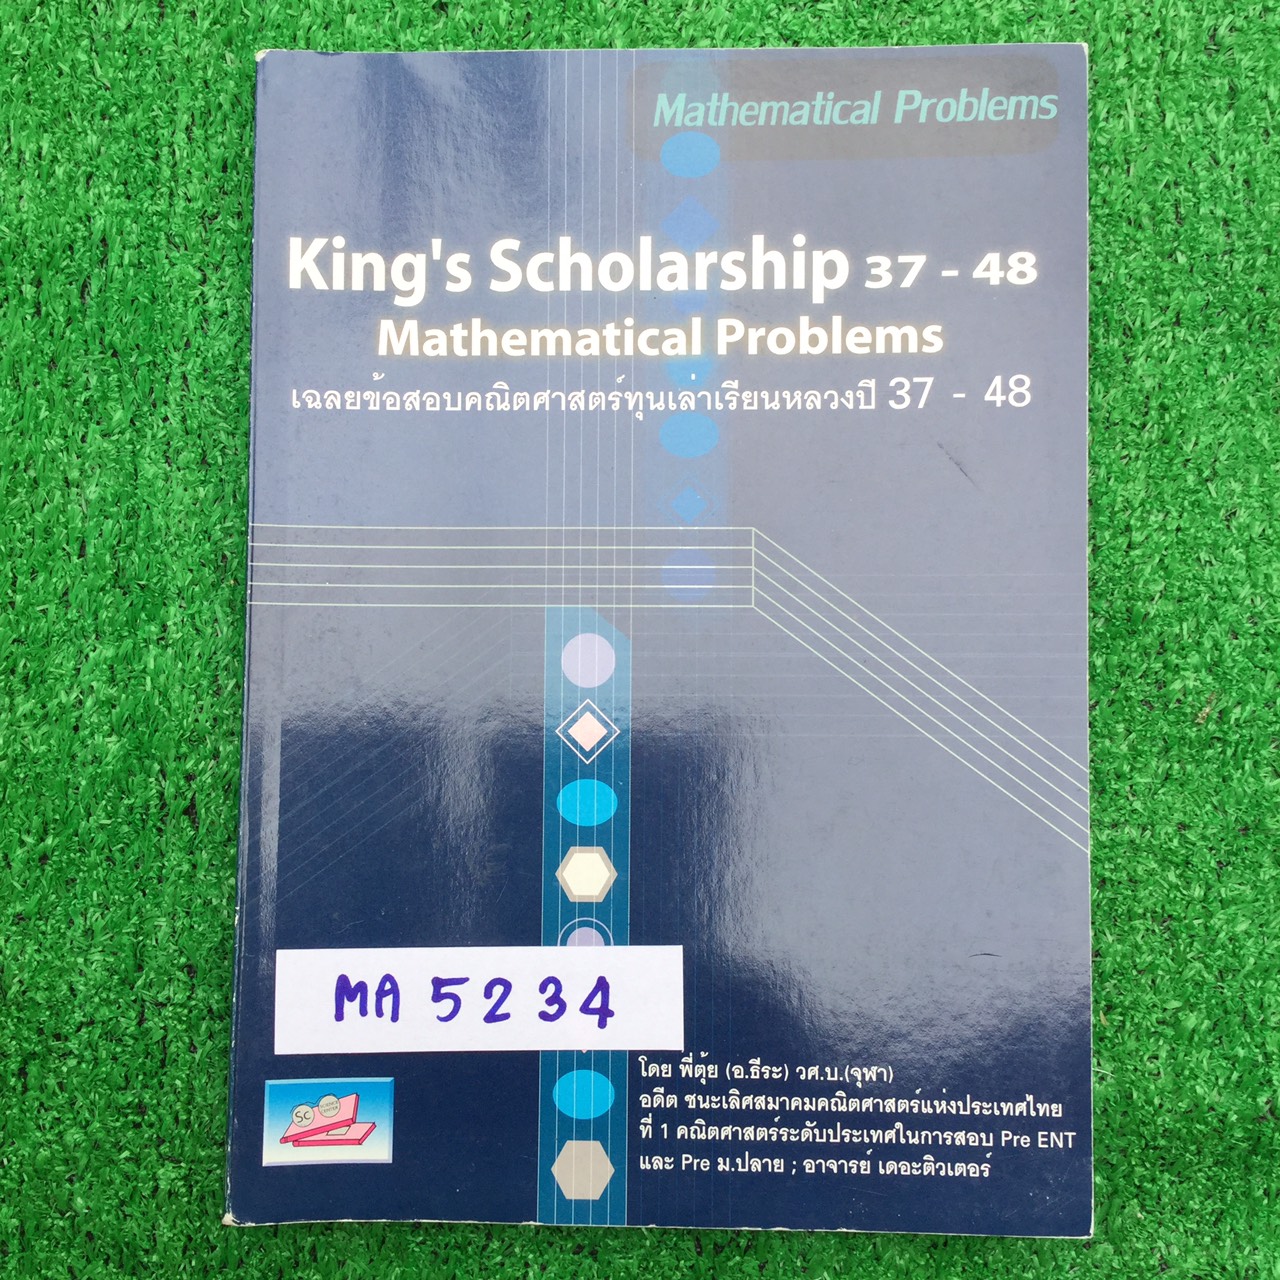 Mathematical Problems
King's Scholarship 37 - 48
Mathematical Problems
เฉลยข้อสอบคณิตศาสตร์ทุนเล่าเรียนหลวงปี 37 - 48
MA 5234
SC SCIENCE CENTER
โดย พี่ตุ้ย (อ.ธีระ) วศ.บ.(จุฬา)
อดีต ชนะเลิศสมาคมคณิตศาสตร์แห่งประเทศไทย
ที่ 1 คณิตศาสตร์ระดับประเทศในการสอบ Pre ENT
และ Pre ม.ปลาย ; อาจารย์ เดอะติวเตอร์